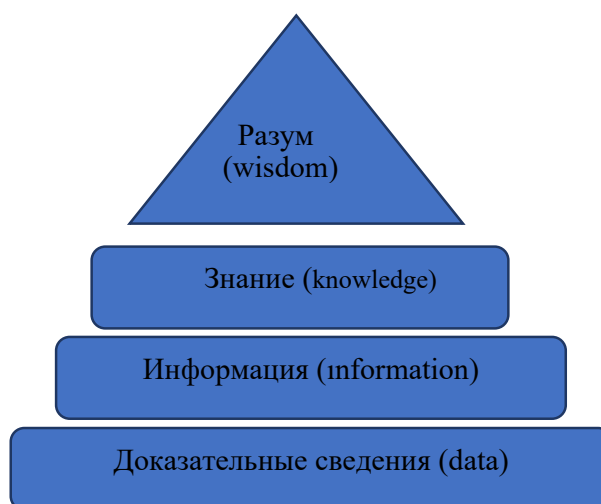 Разум
(wisdom)
Знание (knowledge)
Информация (ınformation)
Доказательные сведения (data)